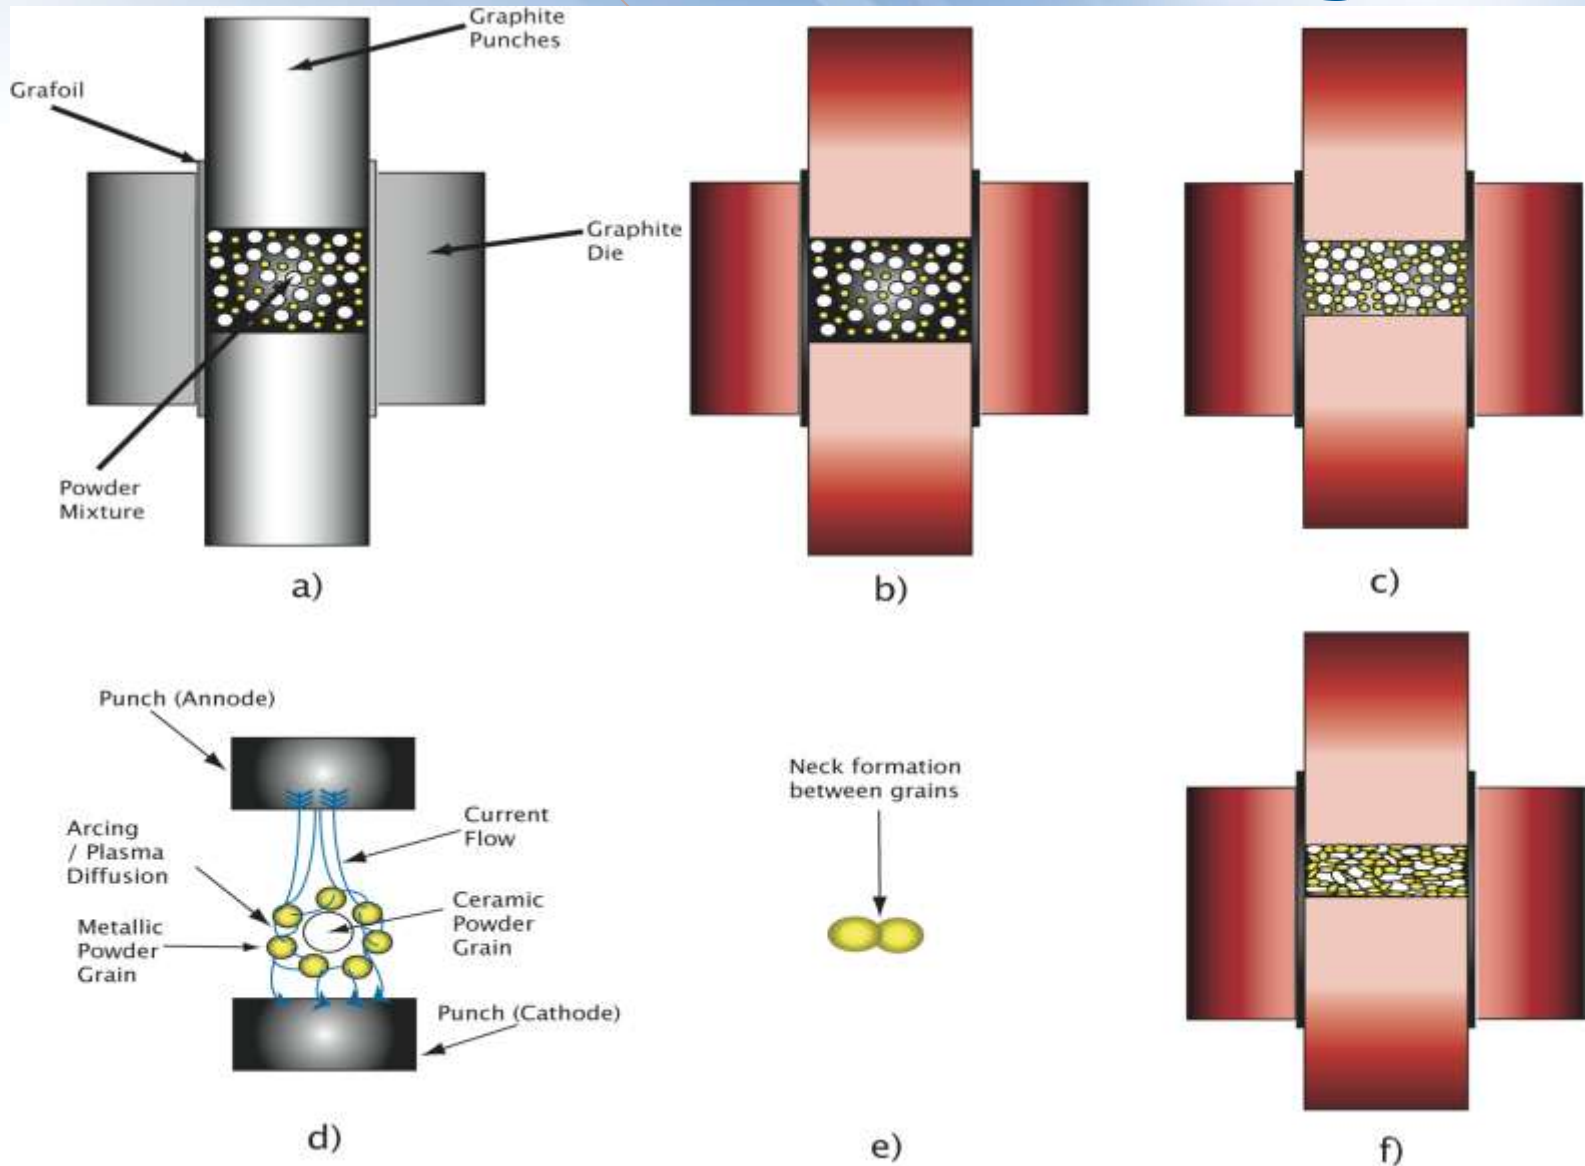 Graphite
Punches
Grafoil
Graphite
Die
Powder
Mixture
a)
b)
c)
Punch (Annode)
Arcing
/ Plasma
Diffusion
Current
Flow
Metallic
Powder
Grain
Ceramic
Powder
Grain
Punch (Cathode)
Neck formation
between grains
d)
e)
f)